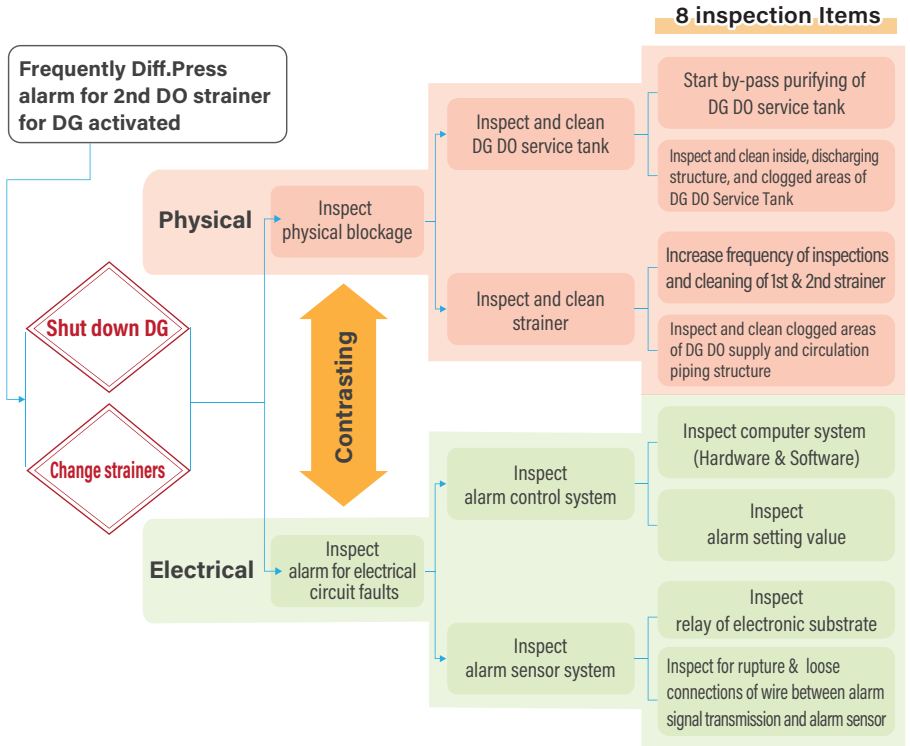 8 inspection Items
Frequently Diff.Press
alarm for 2nd DO strainer
for DG activated
Shut down DG
Change strainers
Physical
Inspect
physical blockage
Contrasting
Electrical
Inspect
alarm for electrical
circuit faults
Inspect and clean
DG DO service tank
Start by-pass purifying of
DG DO service tank
Inspect and clean inside, discharging
structure, and clogged areas of
DG DO Service Tank
Inspect and clean
strainer
Increase frequency of inspections
and cleaning of 1st & 2nd strainer
Inspect and clean clogged areas
of DG DO supply and circulation
piping structure
Inspect
alarm control system
Inspect computer system
(Hardware & Software)
Inspect
alarm setting value
Inspect
alarm sensor system
Inspect
relay of electronic substrate
Inspect for rupture & loose
connections of wire between alarm
signal transmission and alarm sensor